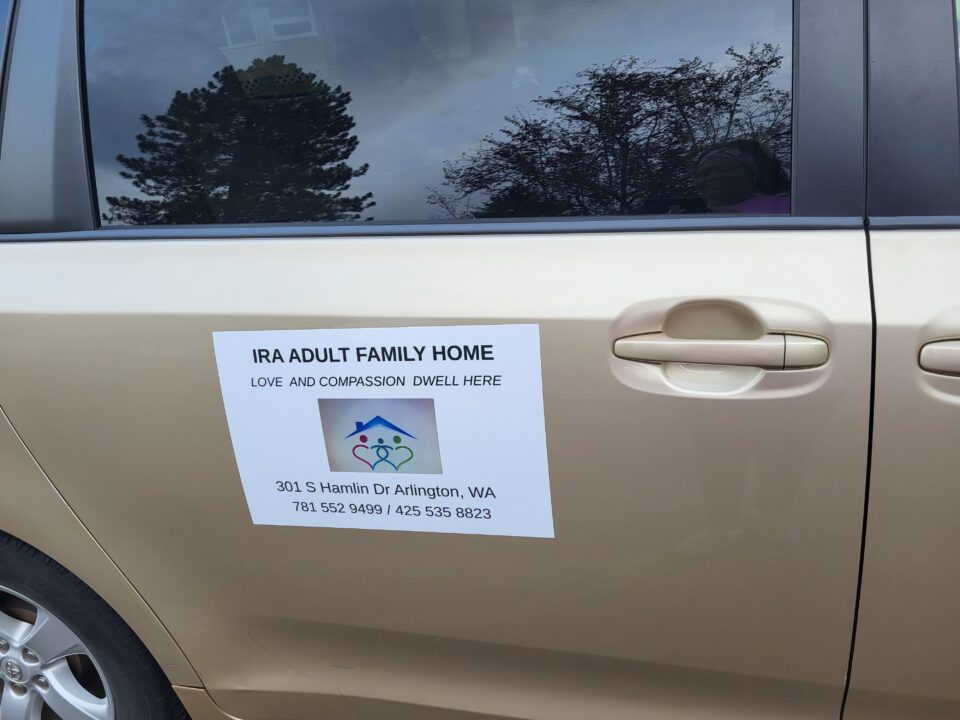 IRA ADULT FAMILY HOME
LOVE AND COMPASSION DWELL HERE
301 S Hamlin Dr Arlington, WA
781 552 9499 / 425 535 8823